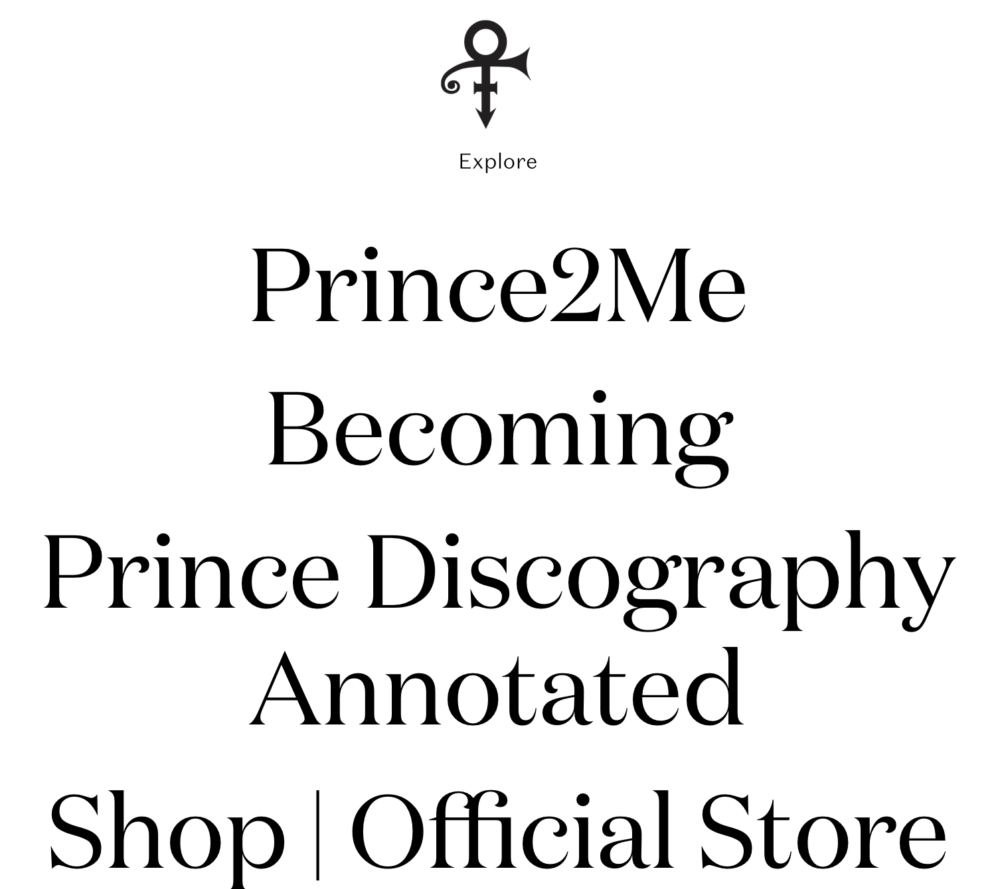 Explore
Prince2Me
Becoming
Prince Discography
Annotated
Shop | Official Store